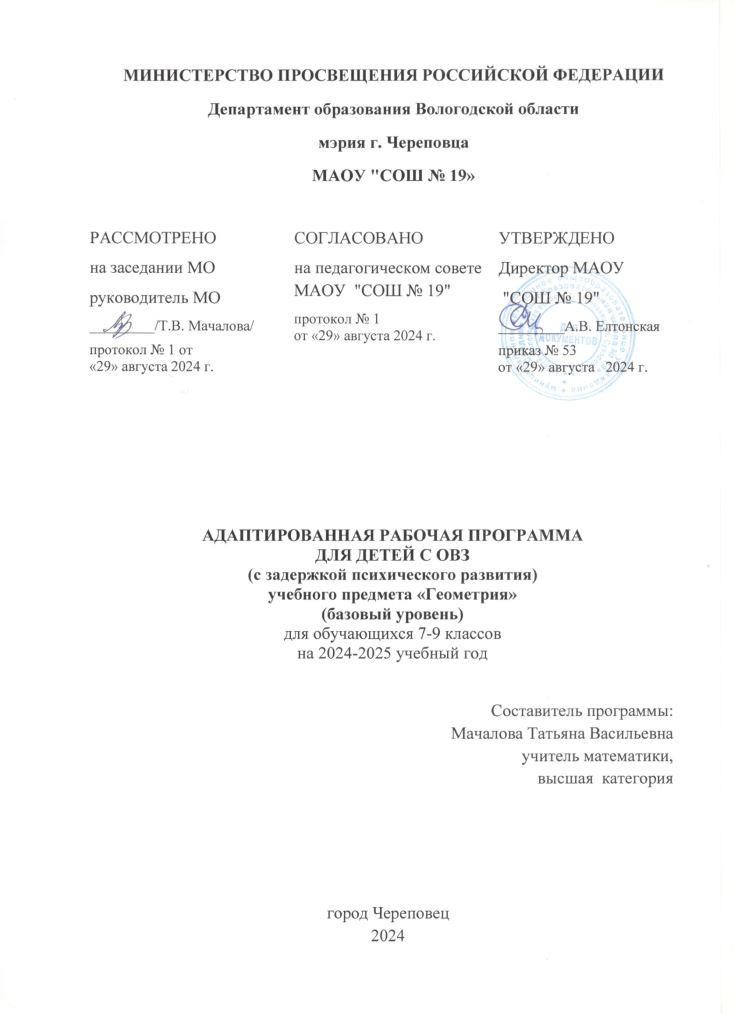 МИНИСТЕРСТВО ПРОСВЕЩЕНИЯ РОССИЙСКОЙ ФЕДЕРАЦИИ
Департамент образования Вологодской области
мэрия г. Череповца
МАОУ "СОШ № 19»
РАССМОТРЕНО
на заседании МО
руководитель МО
________/Т.В. Мачалова/
протокол № 1 от
«29» августа 2024 г.
СОГЛАСОВАНО
на педагогическом совете
МАОУ "СОШ № 19"
протокол № 1
от «29» августа 2024 г.
УТВЕРЖДЕНО
Директор МАОУ
"СОШ № 19"
________А.В. Елтонская
приказ № 53
от «29» августа 2024 г.
ДОКУМЕНТОВ
АДАПТИРОВАННАЯ РАБОЧАЯ ПРОГРАММА
ДЛЯ ДЕТЕЙ С ОВЗ
(с задержкой психического развития)
учебного предмета «Геометрия»
(базовый уровень)
для обучающихся 7-9 классов
на 2024-2025 учебный год
Составитель программы:
Мачалова Татьяна Васильевна
учитель математики,
высшая категория
город Череповец
2024